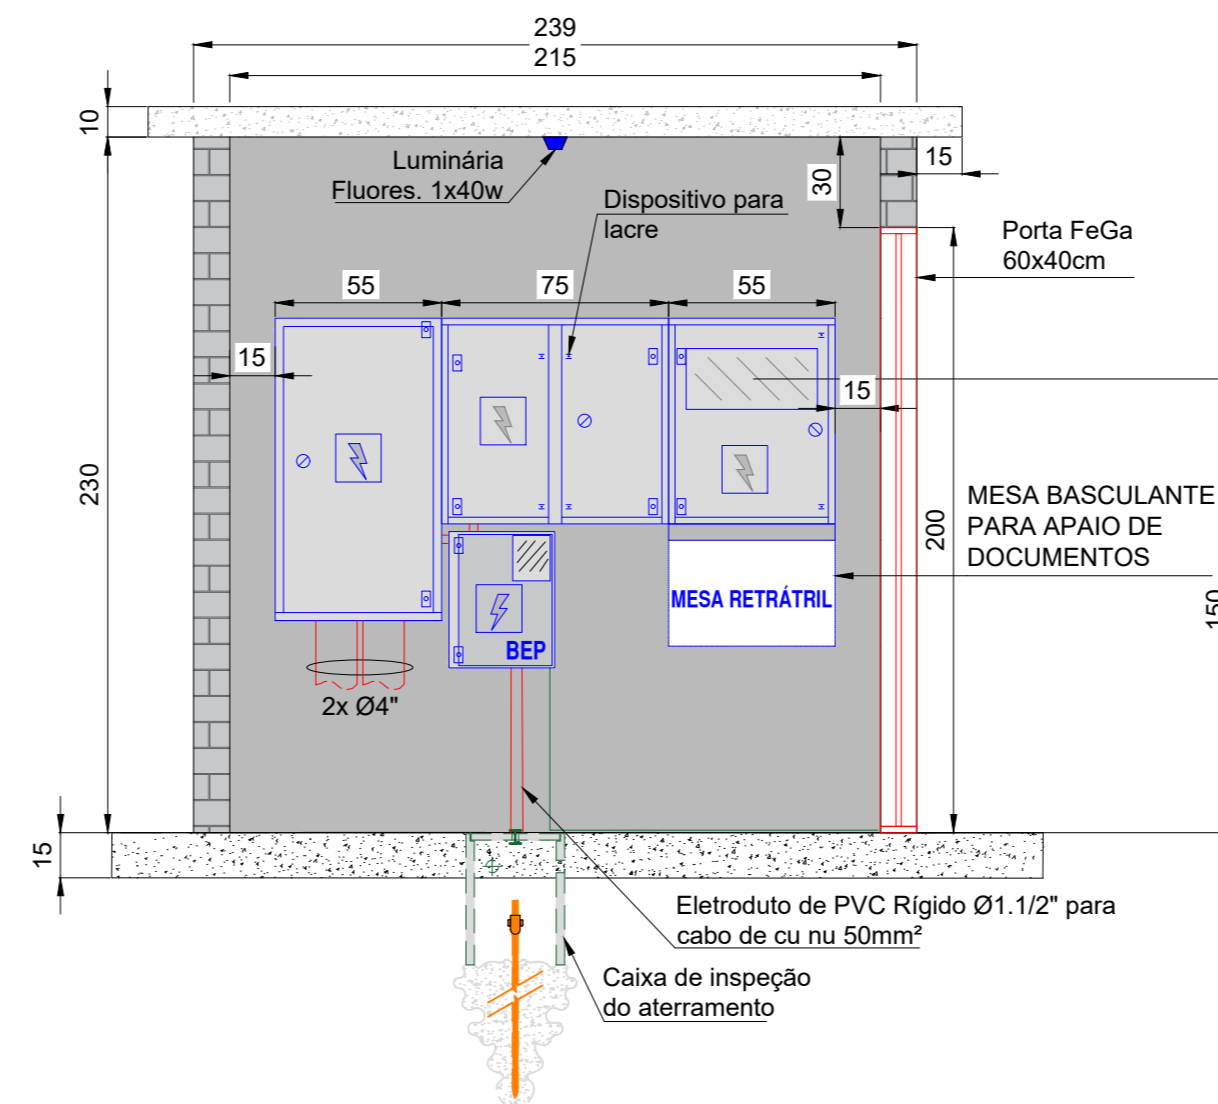 239
215
10
Luminária
Fluores. 1x40w
Dispositivo para
lacre
30
15
Porta FeGa
60x40cm
55
75
55
15
15
230
200
MESA BASCULANTE
PARA APAIO DE
DOCUMENTOS
MESA RETRÁTRIL
150
BEP
2x Ø4"
15
Eletroduto de PVC Rígido Ø1.1/2" para
cabo de cu nu 50mm²
Caixa de inspeção
do aterramento